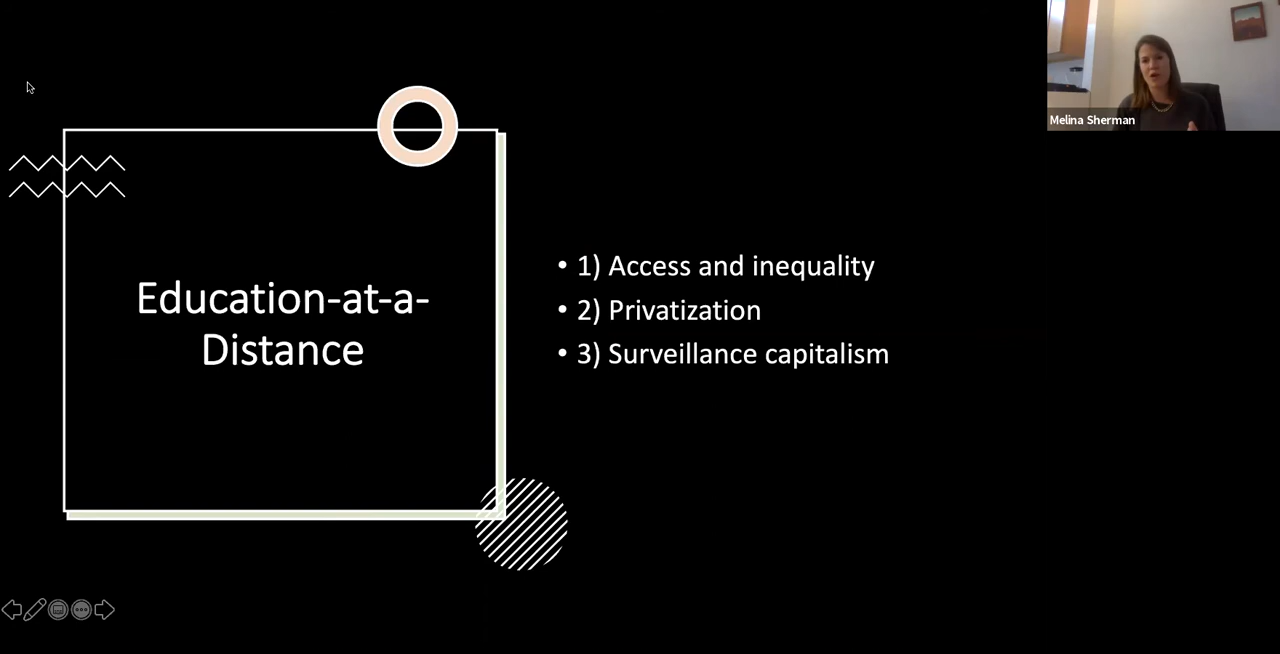 Education-at-a-
Distance
• 1) Access and inequality
• 2) Privatization
• 3) Surveillance capitalism
Melina Sherman